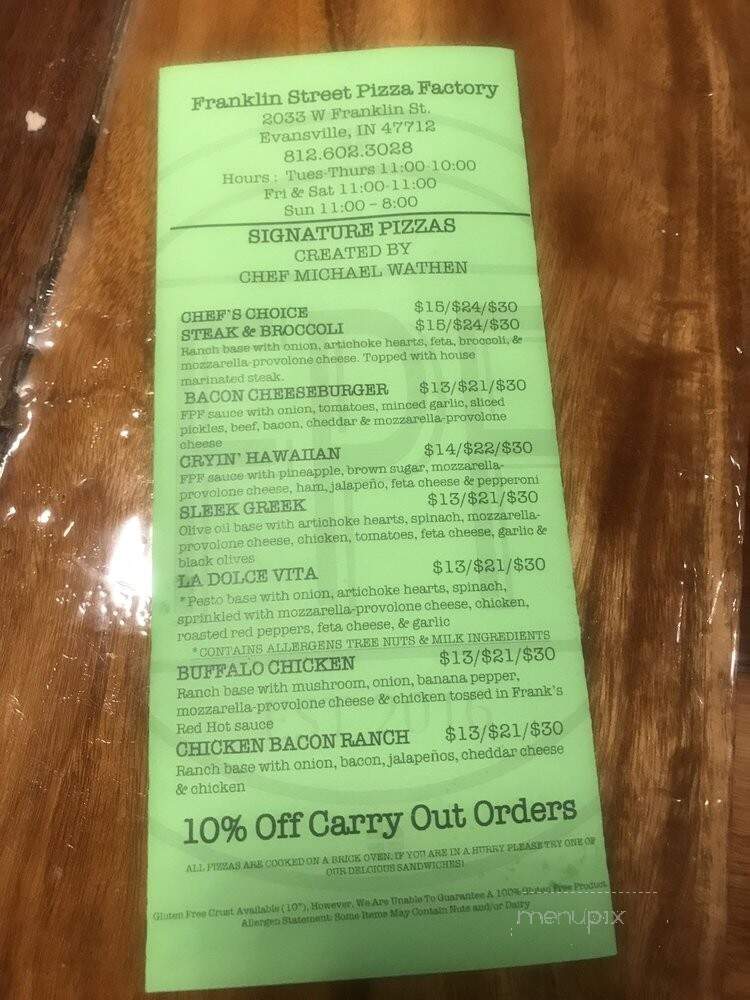 Franklin Street Pizza Factory
2033 W Franklin St.
Evansville, IN 47712
812.602.3028
Hours : Tues-Thurs 11:00-10:00
Fri & Sat 11:00-11:00
Sun 11:00 - 8:00
SIGNATURE PIZZAS
CREATED BY
CHEF MICHAEL WATHEN
CHEF'S CHOICE $15/$24/$30
STEAK & BROCCOLI $15/$24/$30
Ranch base with onion, artichoke hearts, feta, broccoli, &
mozzarella-provolone cheese. Topped with house
marinated steak.
BACON CHEESEBURGER $13/$21/$30
FPF sauce with onion, tomatoes, minced garlic, sliced
pickles, beef, bacon, cheddar & mozzarella-provolone
cheese
CRYIN' HAWAIIAN $14/$22/$30
FPF sauce with pineapple, brown sugar, mozzarella-
provolone cheese, ham, jalapeño, feta cheese & pepperoni
SLEEK GREEK $13/$21/$30
Olive oil base with artichoke hearts, spinach, mozzarella-
provolone cheese, chicken, tomatoes, feta cheese, garlic &
black olives
LA DOLCE VITA $13/$21/$30
*Pesto base with onion, artichoke hearts, spinach,
sprinkled with mozzarella-provolone cheese, chicken,
roasted red peppers, feta cheese, & garlic
*CONTAINS ALLERGENS TREE NUTS & MILK INGREDIENTS
BUFFALO CHICKEN $13/$21/$30
Ranch base with mushroom, onion, banana pepper,
mozzarella-provolone cheese & chicken tossed in Frank's
Red Hot sauce
CHICKEN BACON RANCH $13/$21/$30
Ranch base with onion, bacon, jalapeños, cheddar cheese
& chicken
10% Off Carry Out Orders
ALL PIZZAS ARE COOKED ON A BRICK OVEN. IF YOU ARE IN A HURRY PLEASE TRY ONE OF
OUR DELCIOUS SANDWICHES!
Gluten Free Crust Available (10"), However, We Are Unable To Guarantee A 100% Gluten Free Product
Allergen Statement: Some Items May Contain Nuts and/or Dairy
menupix